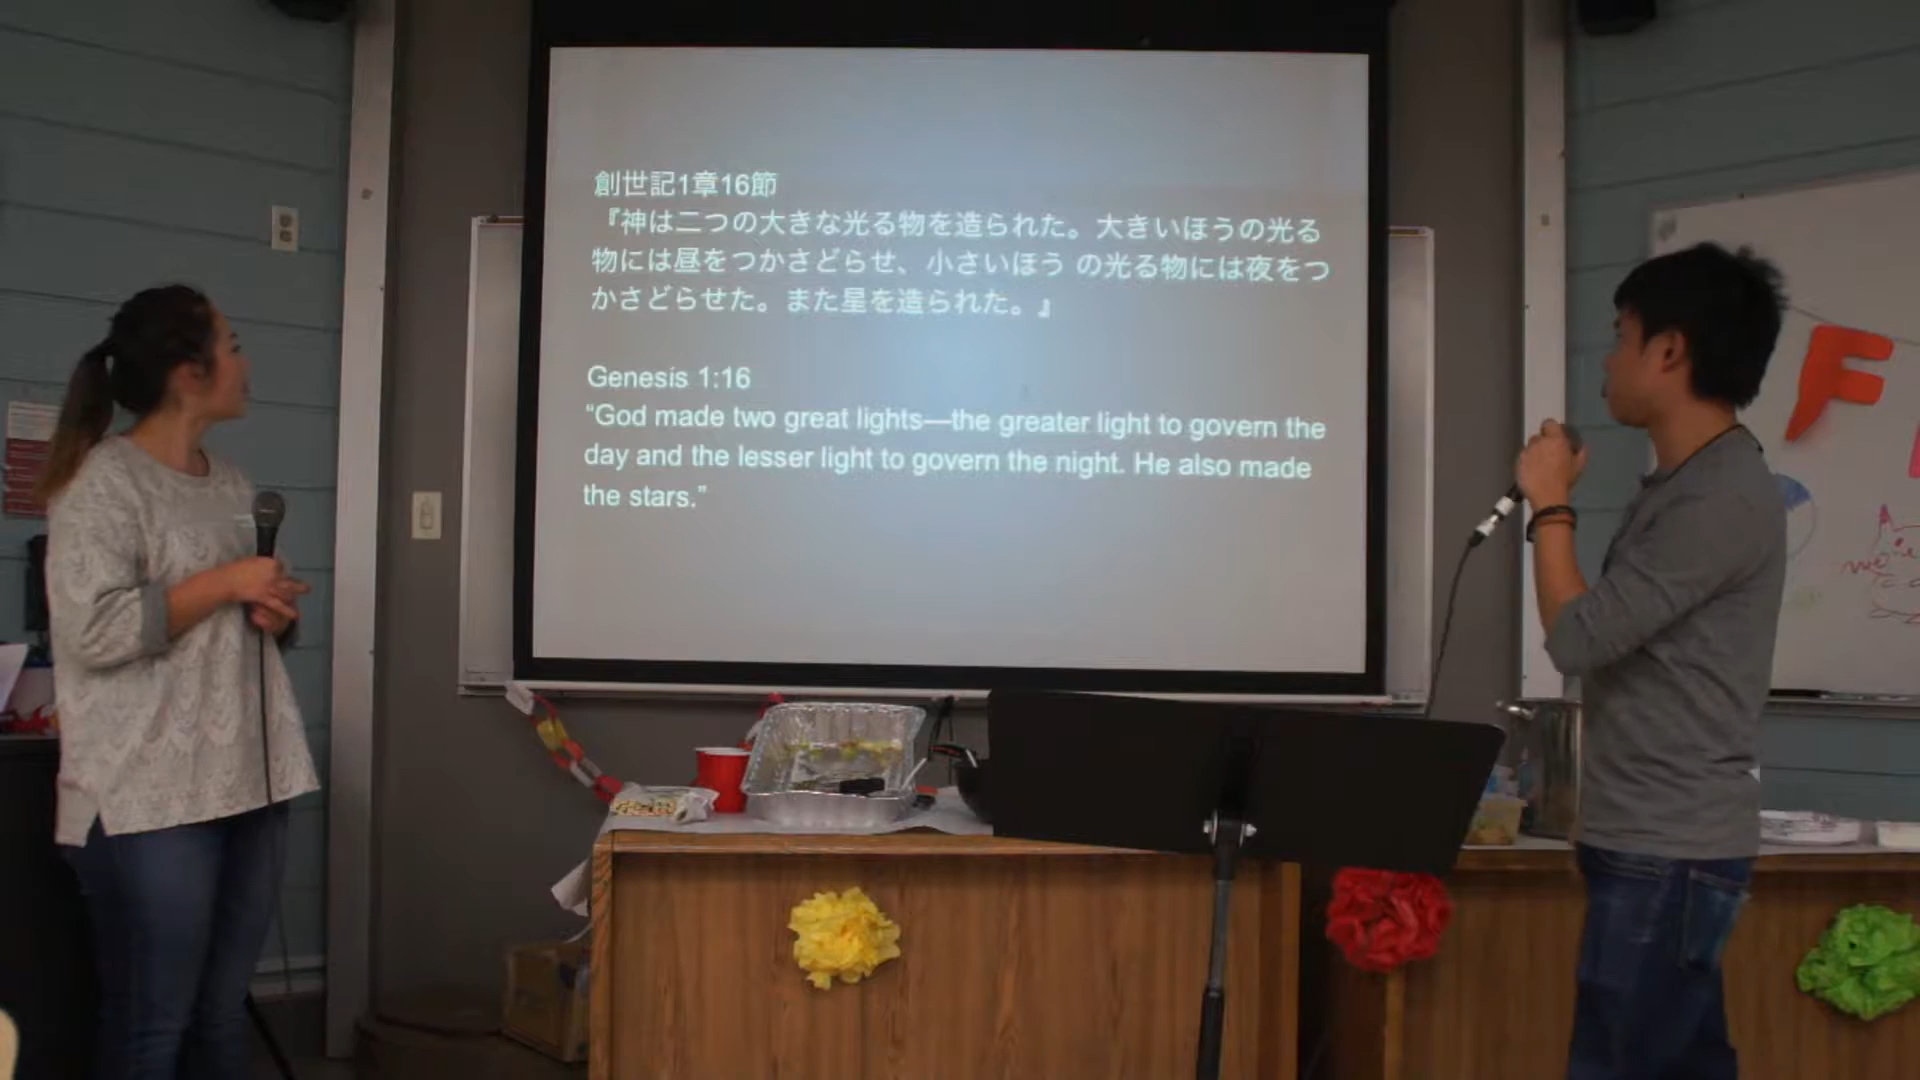 創世記1章16節
『神は二つの大きな光る物を造られた。大きいほうの光る
物には昼をつかさどらせ、小さいほう の光る物には夜をつ
かさどらせた。また星を造られた。』
Genesis 1:16
“God made two great lights—the greater light to govern the
day and the lesser light to govern the night. He also made
the stars.”
F